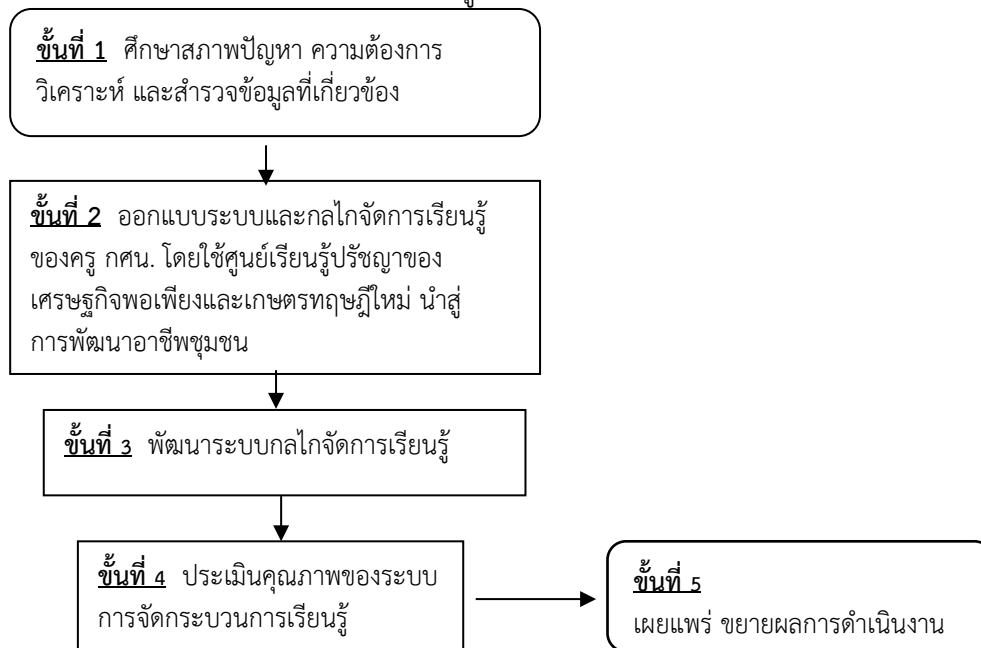 ขั้นที่ 1 ศึกษาสภาพปัญหา ความต้องการ
วิเคราะห์ และสำรวจข้อมูลที่เกี่ยวข้อง
ขั้นที่ 2 ออกแบบระบบและกลไกจัดการเรียนรู้
ของครู กศน. โดยใช้ศูนย์เรียนรู้ปรัชญาของ
เศรษฐกิจพอเพียงและเกษตรทฤษฎีใหม่ นำสู่
การพัฒนาอาชีพชุมชน
ขั้นที่ 3 พัฒนาระบบกลไกจัดการเรียนรู้
ขั้นที่ 4 ประเมินคุณภาพของระบบ
การจัดกระบวนการเรียนรู้
ขั้นที่ 5
เผยแพร่ ขยายผลการดำเนินงาน